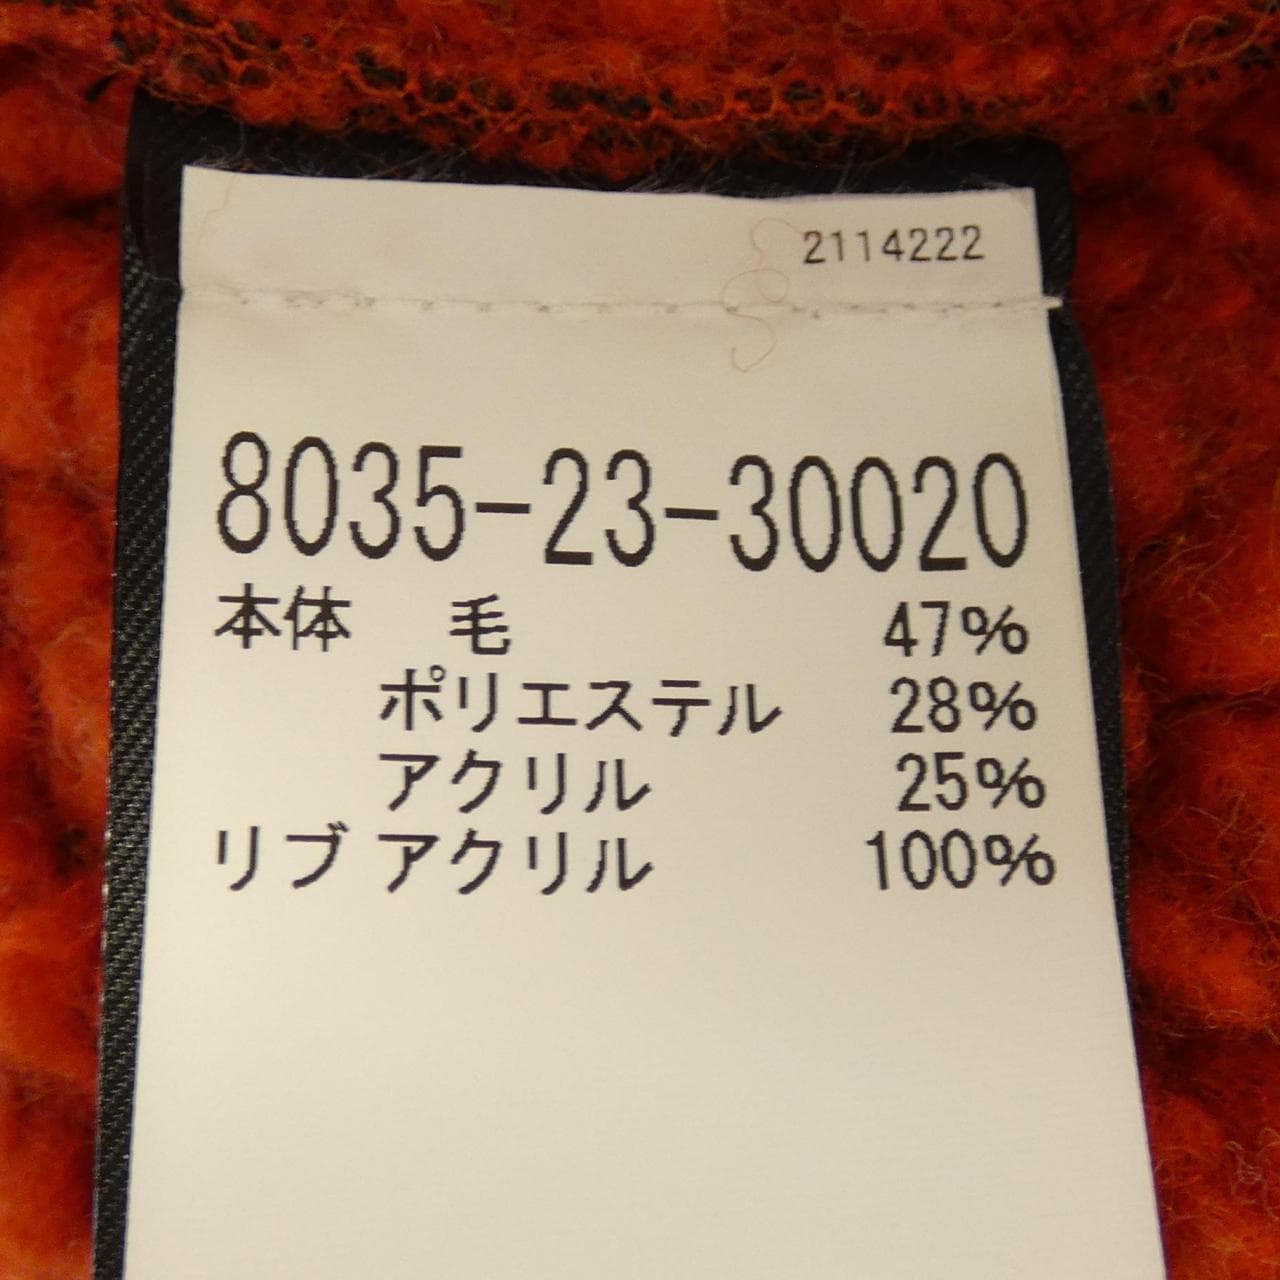 2114222
8035-23-30020
本体 毛 47%
ポリエステル 28%
アクリル 25%
リブ アクリル 100%